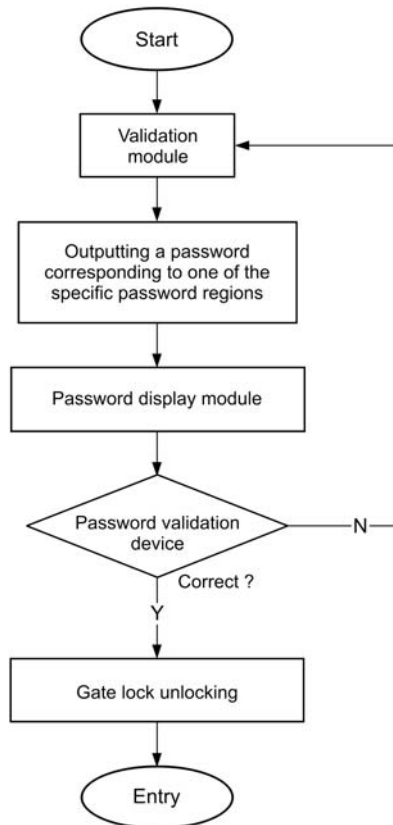 Start
Validation
module
Outputting a password
corresponding to one of the
specific password regions
Password display module
Password validation
device
N
Correct ?
Y
Gate lock unlocking
Entry